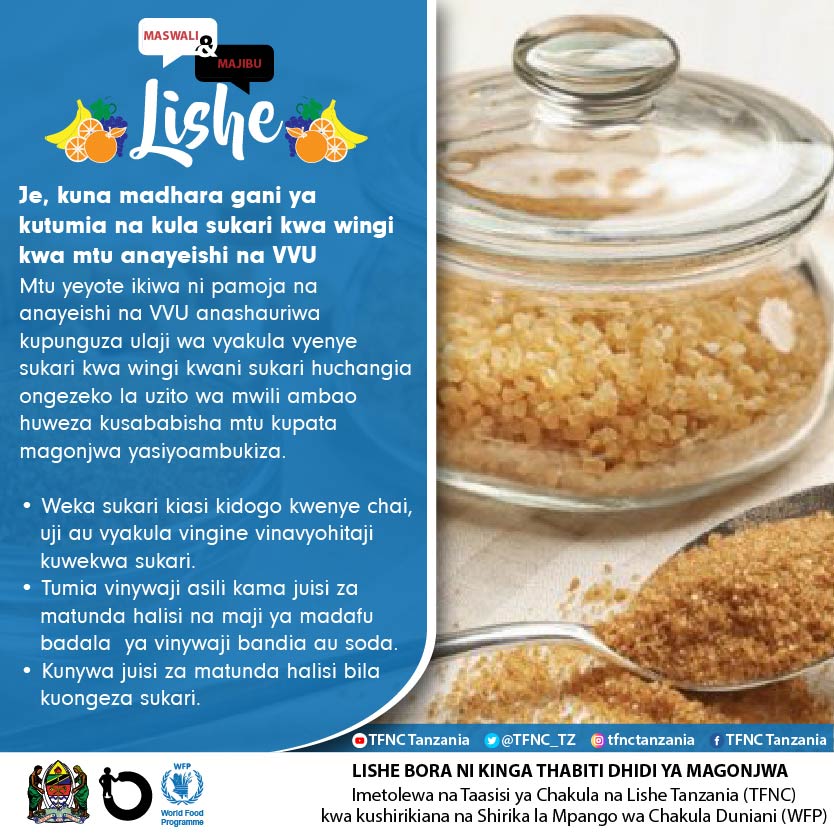 MASWALI
&
MAJIBU
Lishe
Je, kuna madhara gani ya
kutumia na kula sukari kwa wingi
kwa mtu anayeishi na VVU
Mtu yeyote ikiwa ni pamoja na
anayeishi na VVU anashauriwa
kupunguza ulaji wa vyakula vyenye
sukari kwa wingi kwani sukari huchangia
ongezeko la uzito wa mwili ambao
huweza kusababisha mtu kupata
magonjwa yasiyoambukiza.
• Weka sukari kiasi kidogo kwenye chai,
uji au vyakula vingine vinavyohitaji
kuwekwa sukari.
• Tumia vinywaji asili kama juisi za
matunda halisi na maji ya madafu
badala ya vinywaji bandia au soda.
• Kunywa juisi za matunda halisi bila
kuongeza sukari.
TFNC Tanzania @TFNC_TZ tfnctanzania TFNC Tanzania
WFP
World Food
Programme
LISHE BORA NI KINGA THABITI DHIDI YA MAGONJWA
Imetolewa na Taasisi ya Chakula na Lishe Tanzania (TFNC)
kwa kushirikiana na Shirika la Mpango wa Chakula Duniani (WFP)